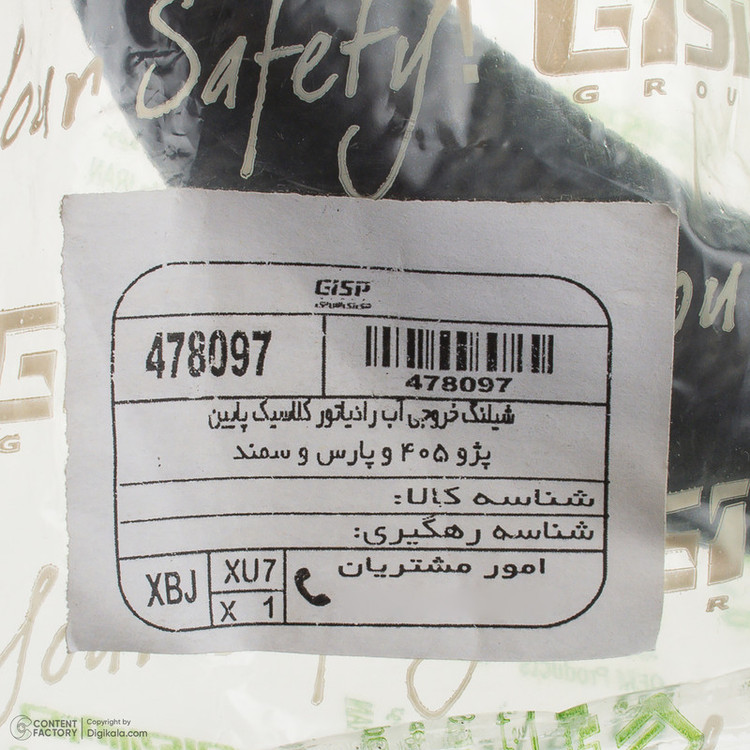 Your Safety!
GISP
GROU
GISP
478097
478097
شیلنگ خروجی آب رادیاتور کلاسیک پایین
پژو ۴۰۵ و پارس و سمند
شناسه کالا:
شناسه رهگیری:
امور مشتریان
XBJ
XU7
X 1
CONTENT FACTORY
Copyright by
Digikala.com